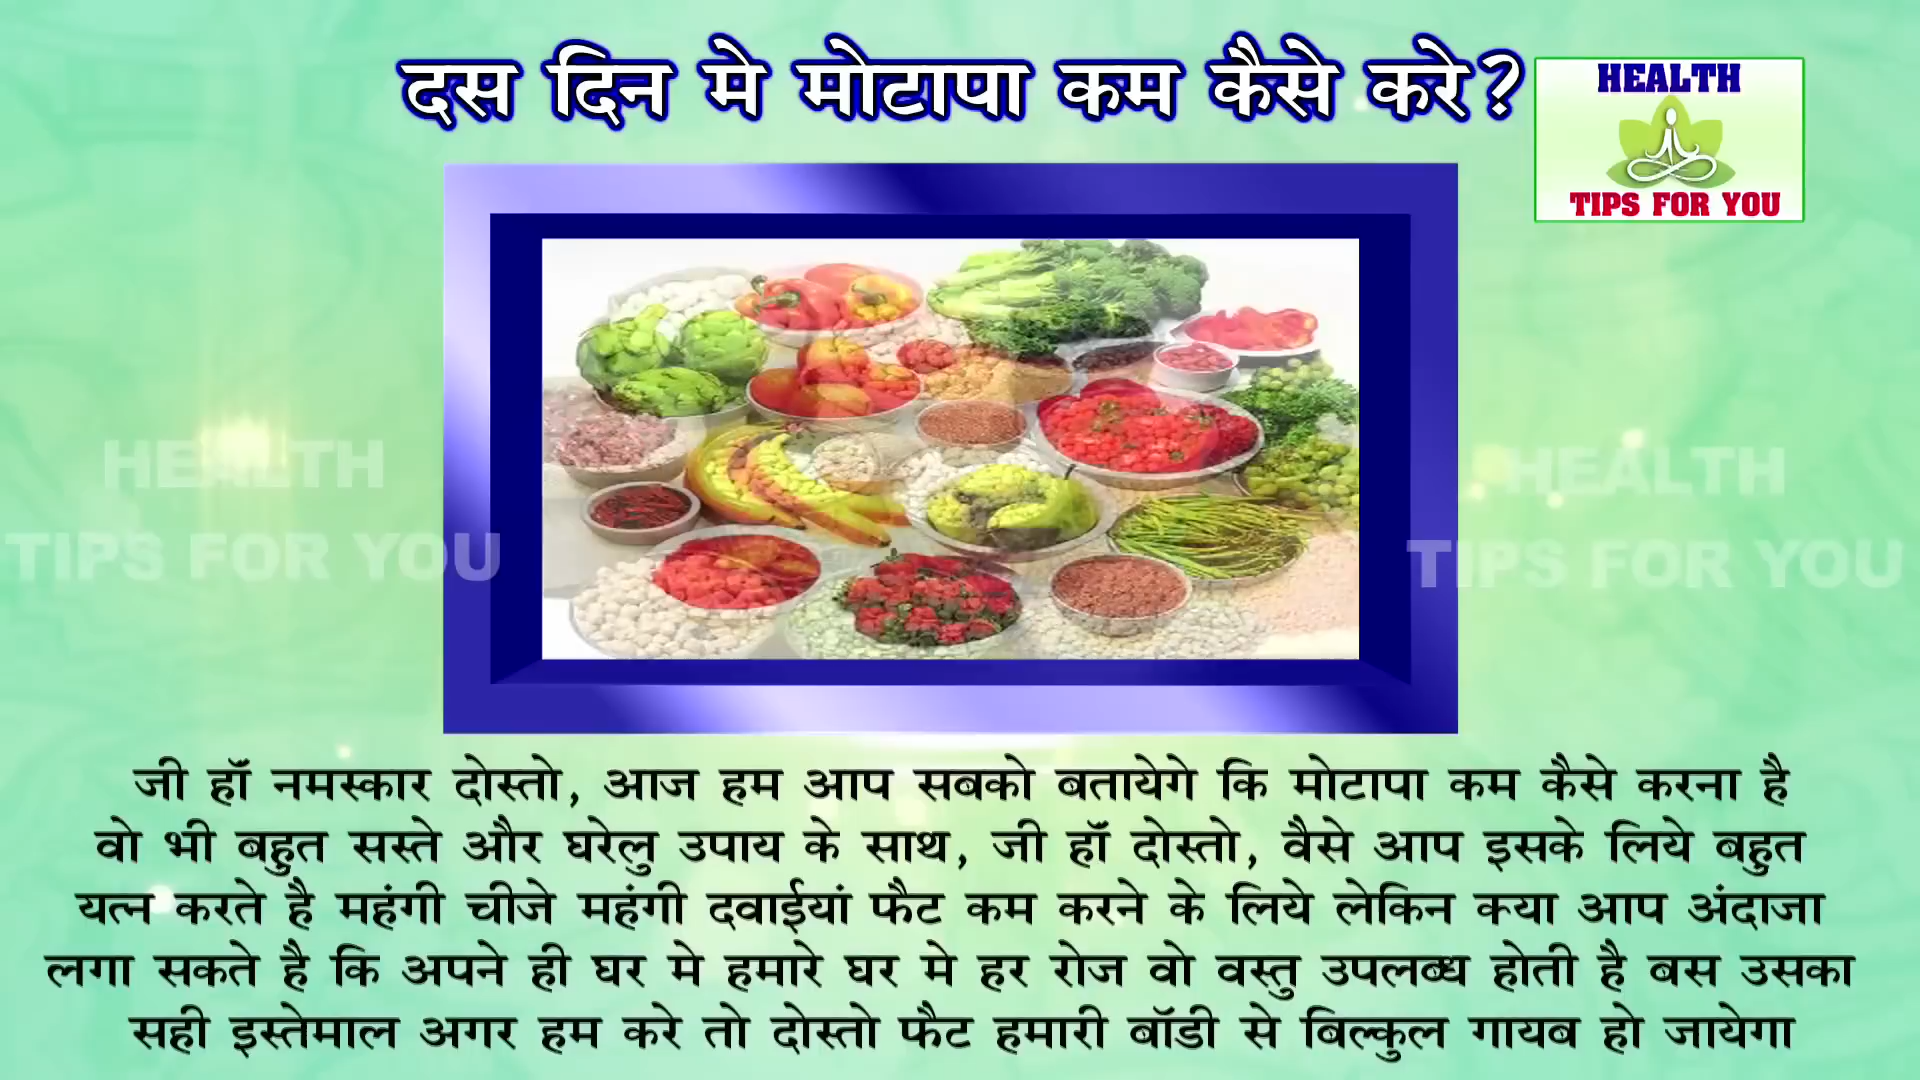 दस दिन मे मोटापा कम कैसे करे?
HEALTH
TIPS FOR YOU
HEALTH
TIPS FOR YOU
HEALTH
TIPS FOR YOU
जी हॉं नमस्कार दोस्तो, आज हम आप सबको बतायेगे कि मोटापा कम कैसे करना है
वो भी बहुत सस्ते और घरेलु उपाय के साथ, जी हॉं दोस्तो, वैसे आप इसके लिये बहुत
यत्न करते है महंगी चीजे महंगी दवाईयां फैट कम करने के लिये लेकिन क्या आप अंदाजा
लगा सकते है कि अपने ही घर मे हमारे घर मे हर रोज वो वस्तु उपलब्ध होती है बस उसका
सही इस्तेमाल अगर हम करे तो दोस्तो फैट हमारी बॉडी से बिल्कुल गायब हो जायेगा